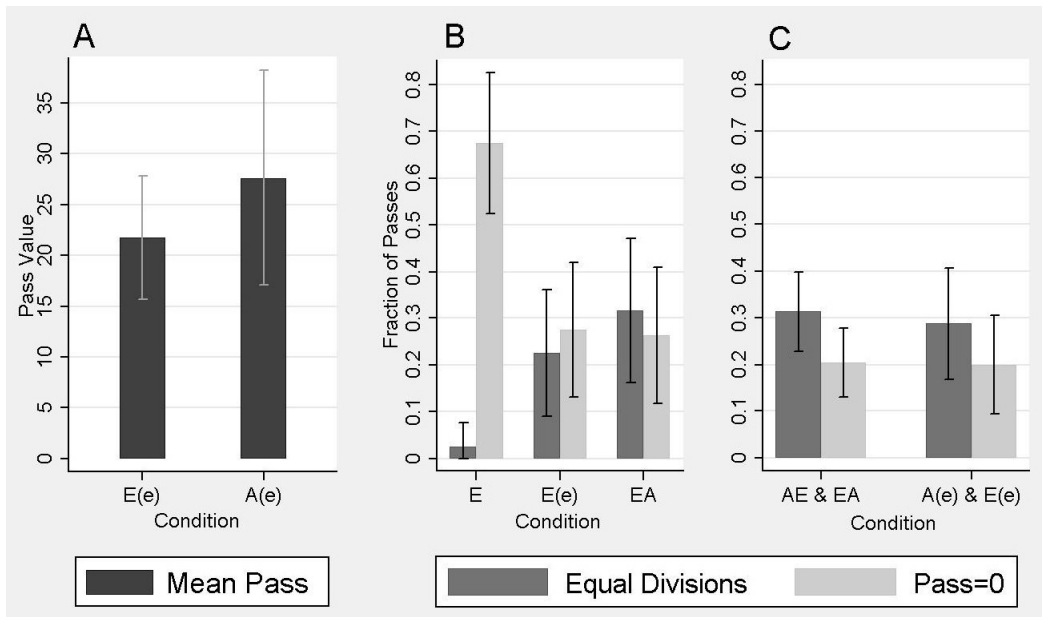 A
B
C
Pass Value
0
5
10
15
20
25
30
35
E(e)
A(e)
Condition
Fraction of Passes
0
0.1
0.2
0.3
0.4
0.5
0.6
0.7
0.8
E
E(e)
EA
Condition
0
0.1
0.2
0.3
0.4
0.5
0.6
0.7
0.8
AE & EA
A(e) & E(e)
Condition
Mean Pass
Equal Divisions
Pass=0